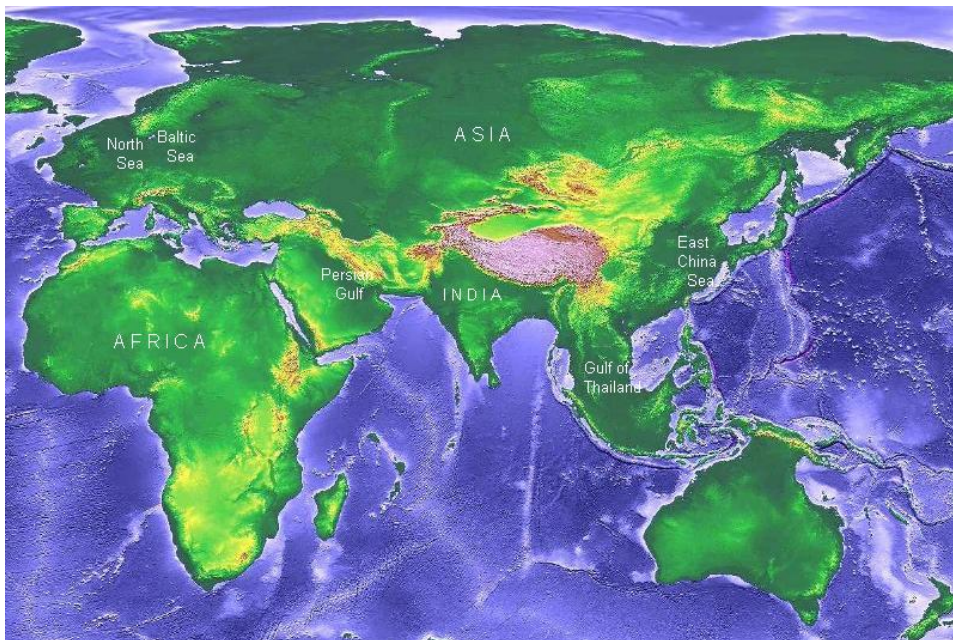 North
Sea
Baltic
Sea
ASIA
East
China
Sea
Persian
Gulf
INDIA
AFRICA
Gulf of
Thailand